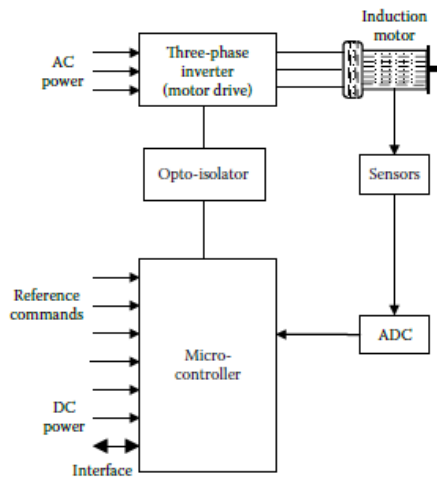 Induction
motor
AC
power
Three-phase
inverter
(motor drive)
Opto-isolator
Sensors
Reference
commands
Micro-
controller
ADC
DC
power
Interface